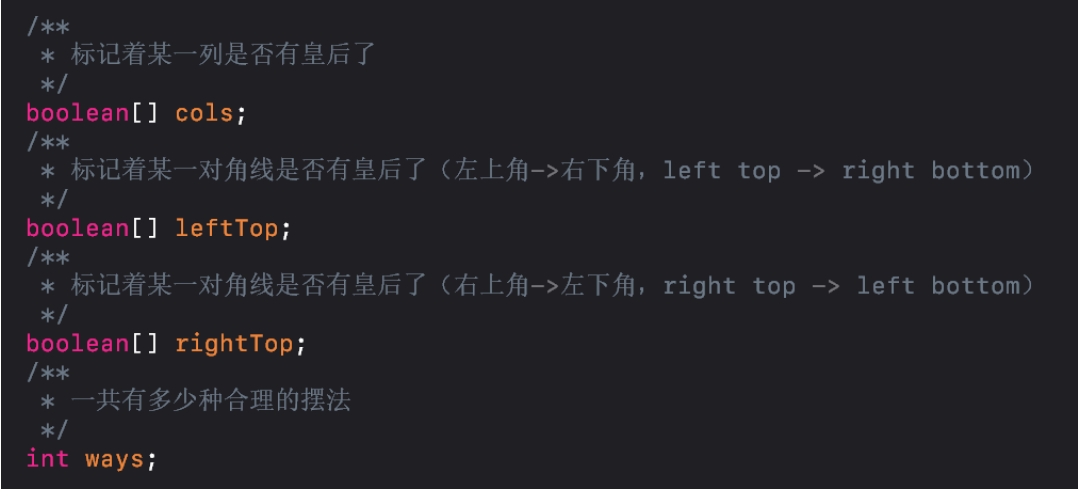 /**
 * 标记着某一列是否有皇后了
 */
boolean[] cols;
/**
 * 标记着某一对角线是否有皇后了（左上角->右下角，left top -> right bottom）
 */
boolean[] leftTop;
/**
 * 标记着某一对角线是否有皇后了（右上角->左下角，right top -> left bottom）
 */
boolean[] rightTop;
/**
 * 一共有多少种合理的摆法
 */
int ways;